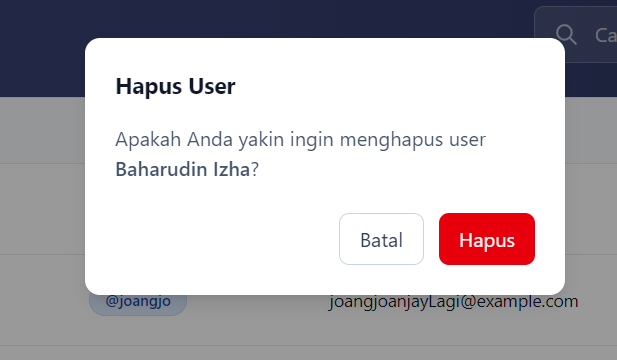 Ca
Hapus User
Apakah Anda yakin ingin menghapus user
Baharudin Izha?
Batal
Hapus
@joangjo
joangjoanjayLagi@example.com